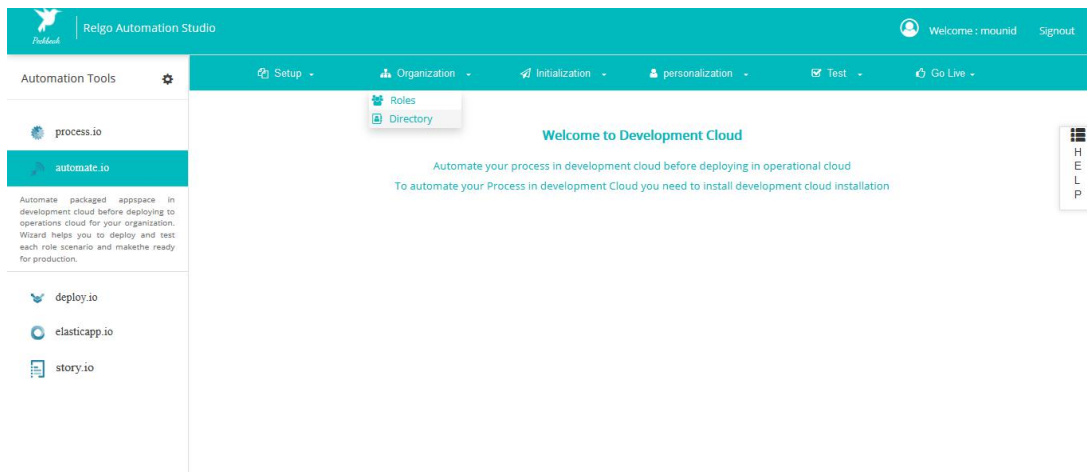 Relgo Automation Studio
Welcome : mounid
Signout
Automation Tools
Setup
Organization
Initialization
personalization
Test
Go Live
Roles
Directory
process.io
automate.io
Automate packaged appspace in
development cloud before deploying to
operations cloud for your organization.
Wizard helps you to deploy and test
each role scenario and makethe ready
for production.
deploy.io
elasticapp.io
story.io
Welcome to Development Cloud
Automate your process in development cloud before deploying in operational cloud
To automate your Process in development Cloud you need to install development cloud installation
H
E
L
P